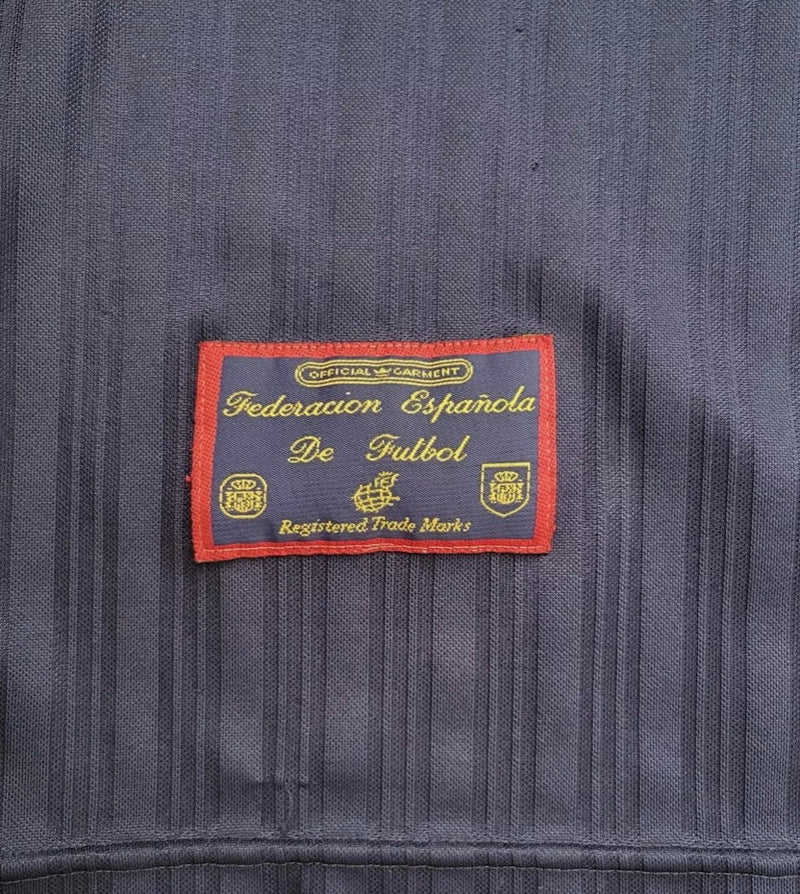 OFFICIAL GARMENT
Federacion Española
De Futbol
Registered Trade Marks